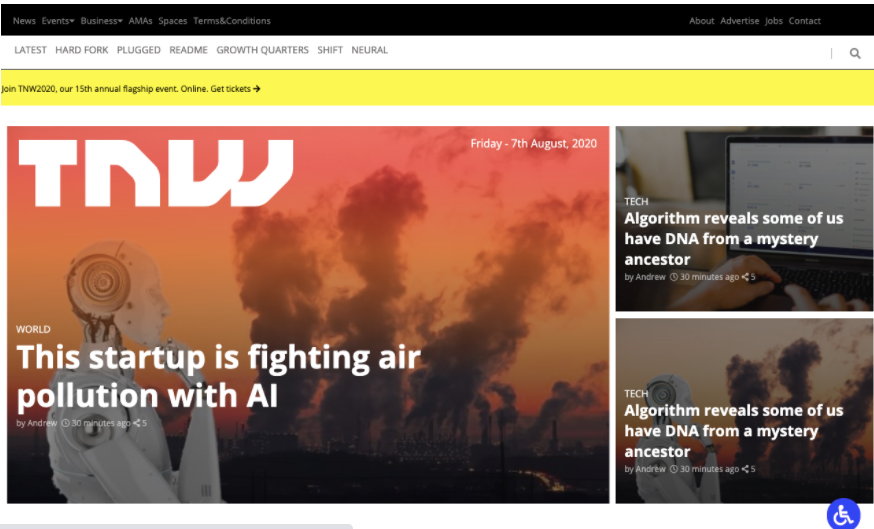 News Events Business AMAs Spaces Terms&Conditions
About Advertise Jobs Contact
LATEST HARD FORK PLUGGED README GROWTH QUARTERS SHIFT NEURAL
Join TNW2020, our 15th annual flagship event. Online. Get tickets →
TNW
Friday - 7th August, 2020
WORLD
This startup is fighting air
pollution with AI
by Andrew 30 minutes ago 5
TECH
Algorithm reveals some of us
have DNA from a mystery
ancestor
by Andrew 30 minutes ago 5
TECH
Algorithm reveals some of us
have DNA from a mystery
ancestor
by Andrew 30 minutes ago 5